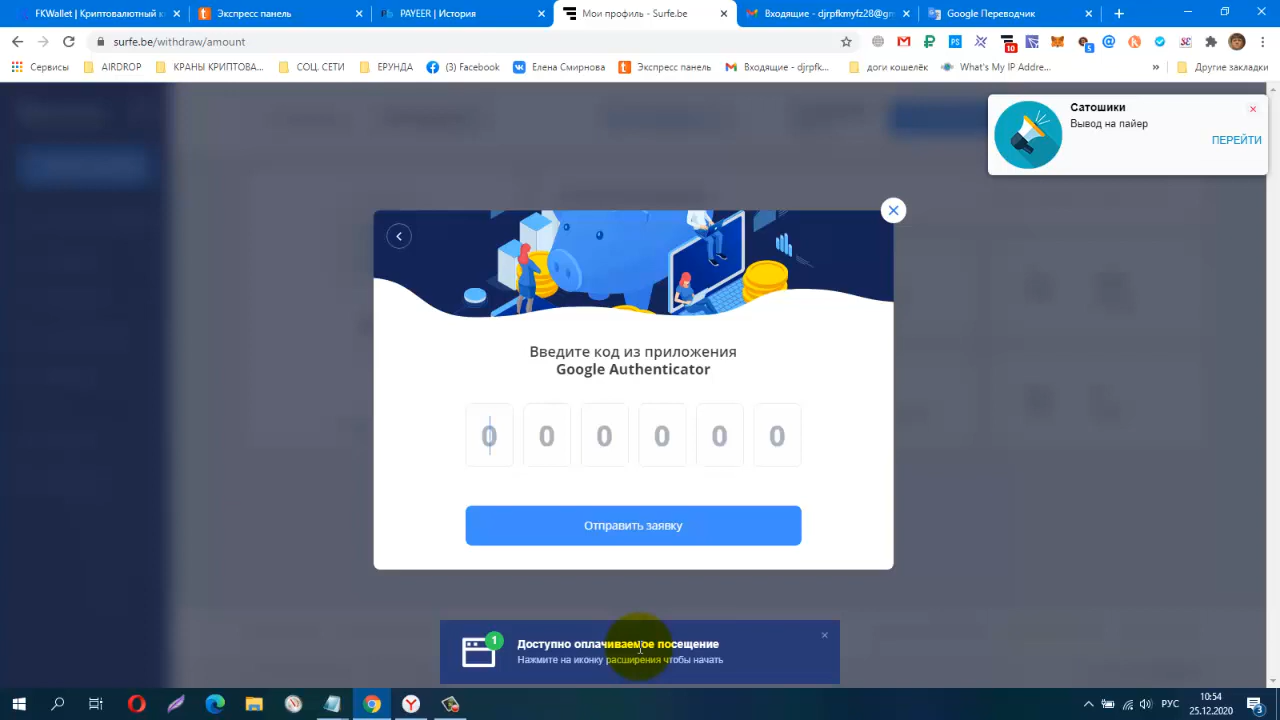 FKWallet | Криптовалютный к
Экспресс панель
PAYEER | История
Мои профиль - Surfe.be
Входящие - djrpfkmyfz28@gm
Google Переводчик
surfe.be/withdraw/amount
10
5
Сервисы
AIRDROP
КРАНЫ КРИПТОВА...
СОЦ. СЕТИ
ЕРУНДА
(3) Facebook
Елена Смирнова
Экспресс панель
Входящие - djrpfk...
доги кошелёк
What's My IP Addre...
»
Другие закладки
Сатошики
Вывод на пайер
ПЕРЕЙТИ
Введите код из приложения
Google Authenticator
0 0 0 0 0 0
Отправить заявку
1
Доступно оплачиваемое посещение
Нажмите на иконку расширения чтобы начать
РУС
10:54
25.12.2020
3